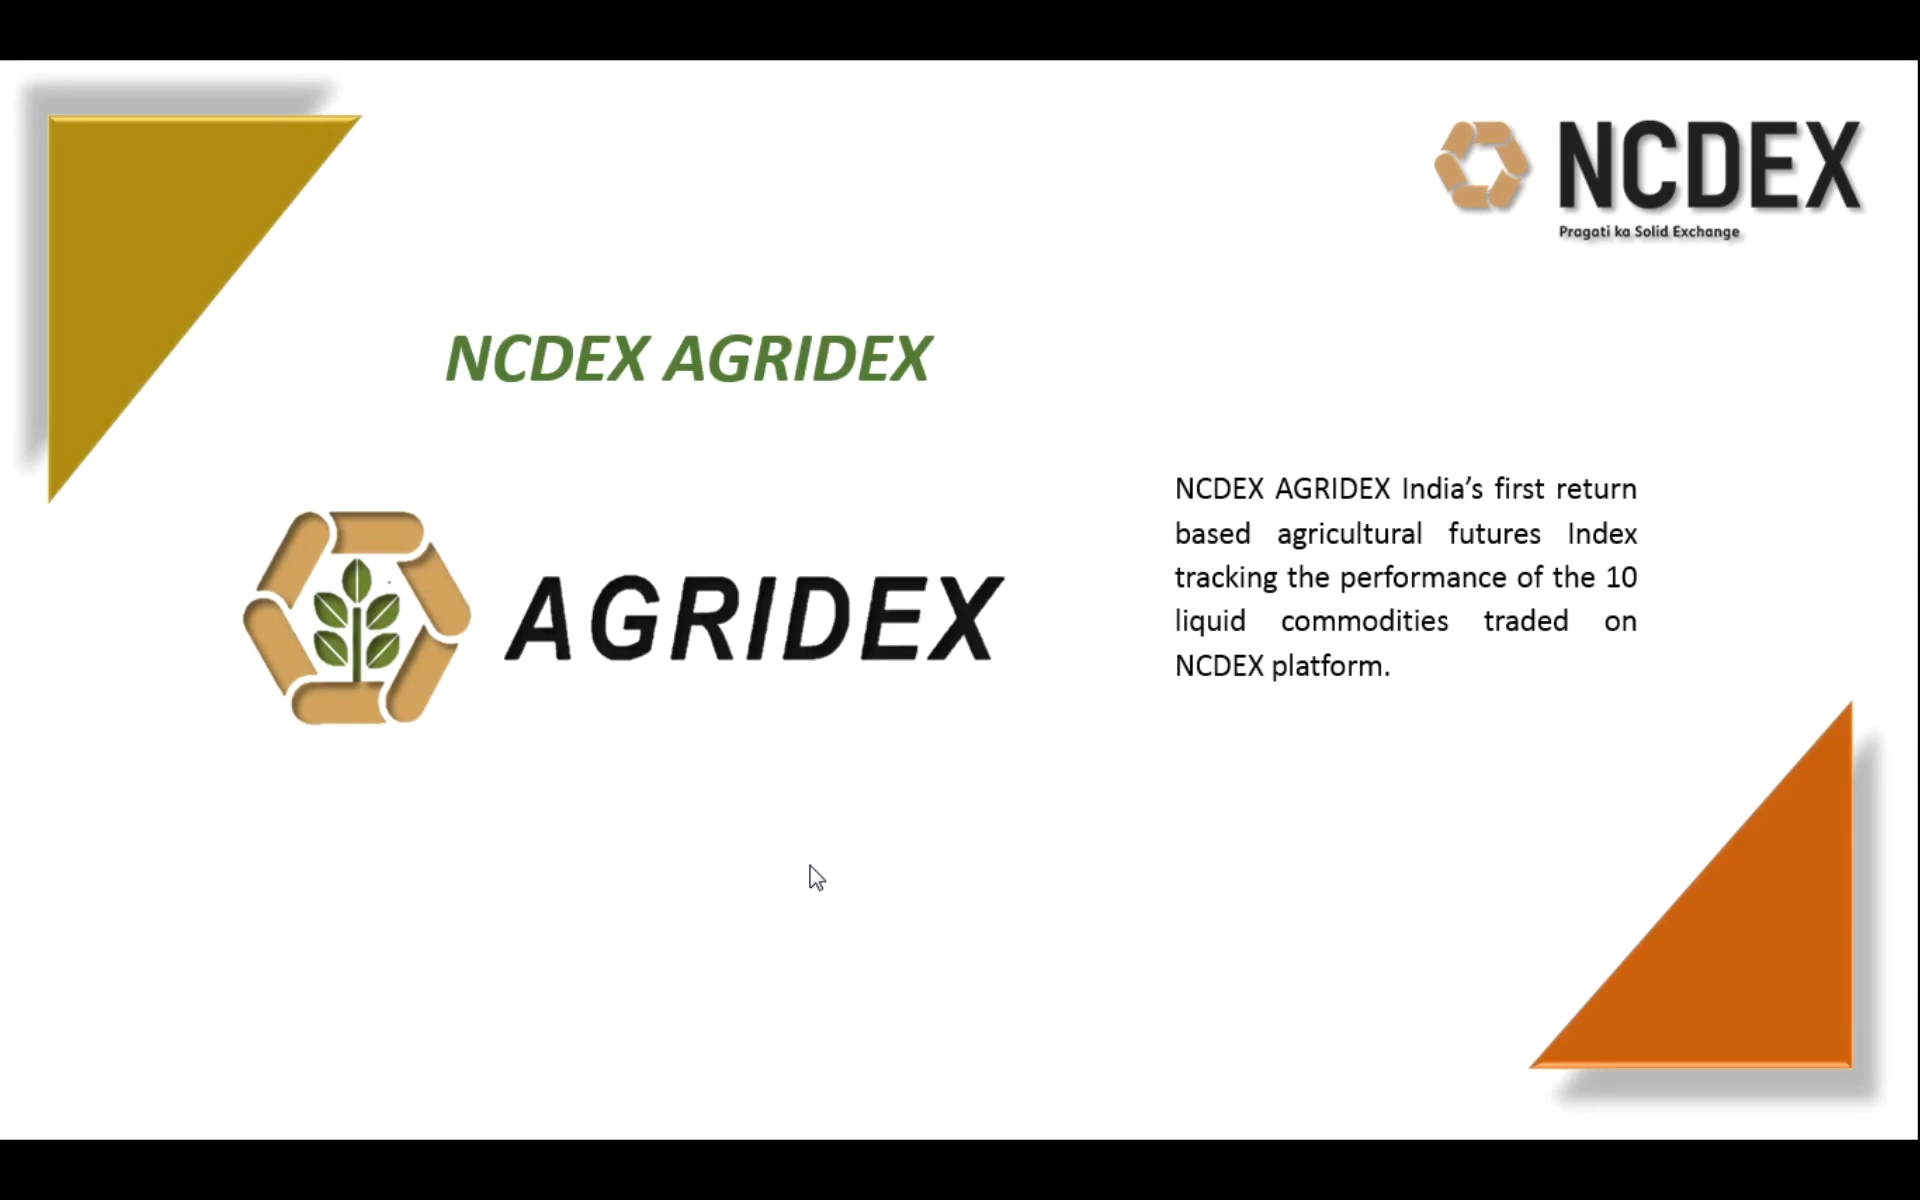 NCDEX
Pragati ka Solid Exchange
NCDEX AGRIDEX
AGRIDEX
NCDEX AGRIDEX India’s first return
based agricultural futures Index
tracking the performance of the 10
liquid commodities traded on
NCDEX platform.